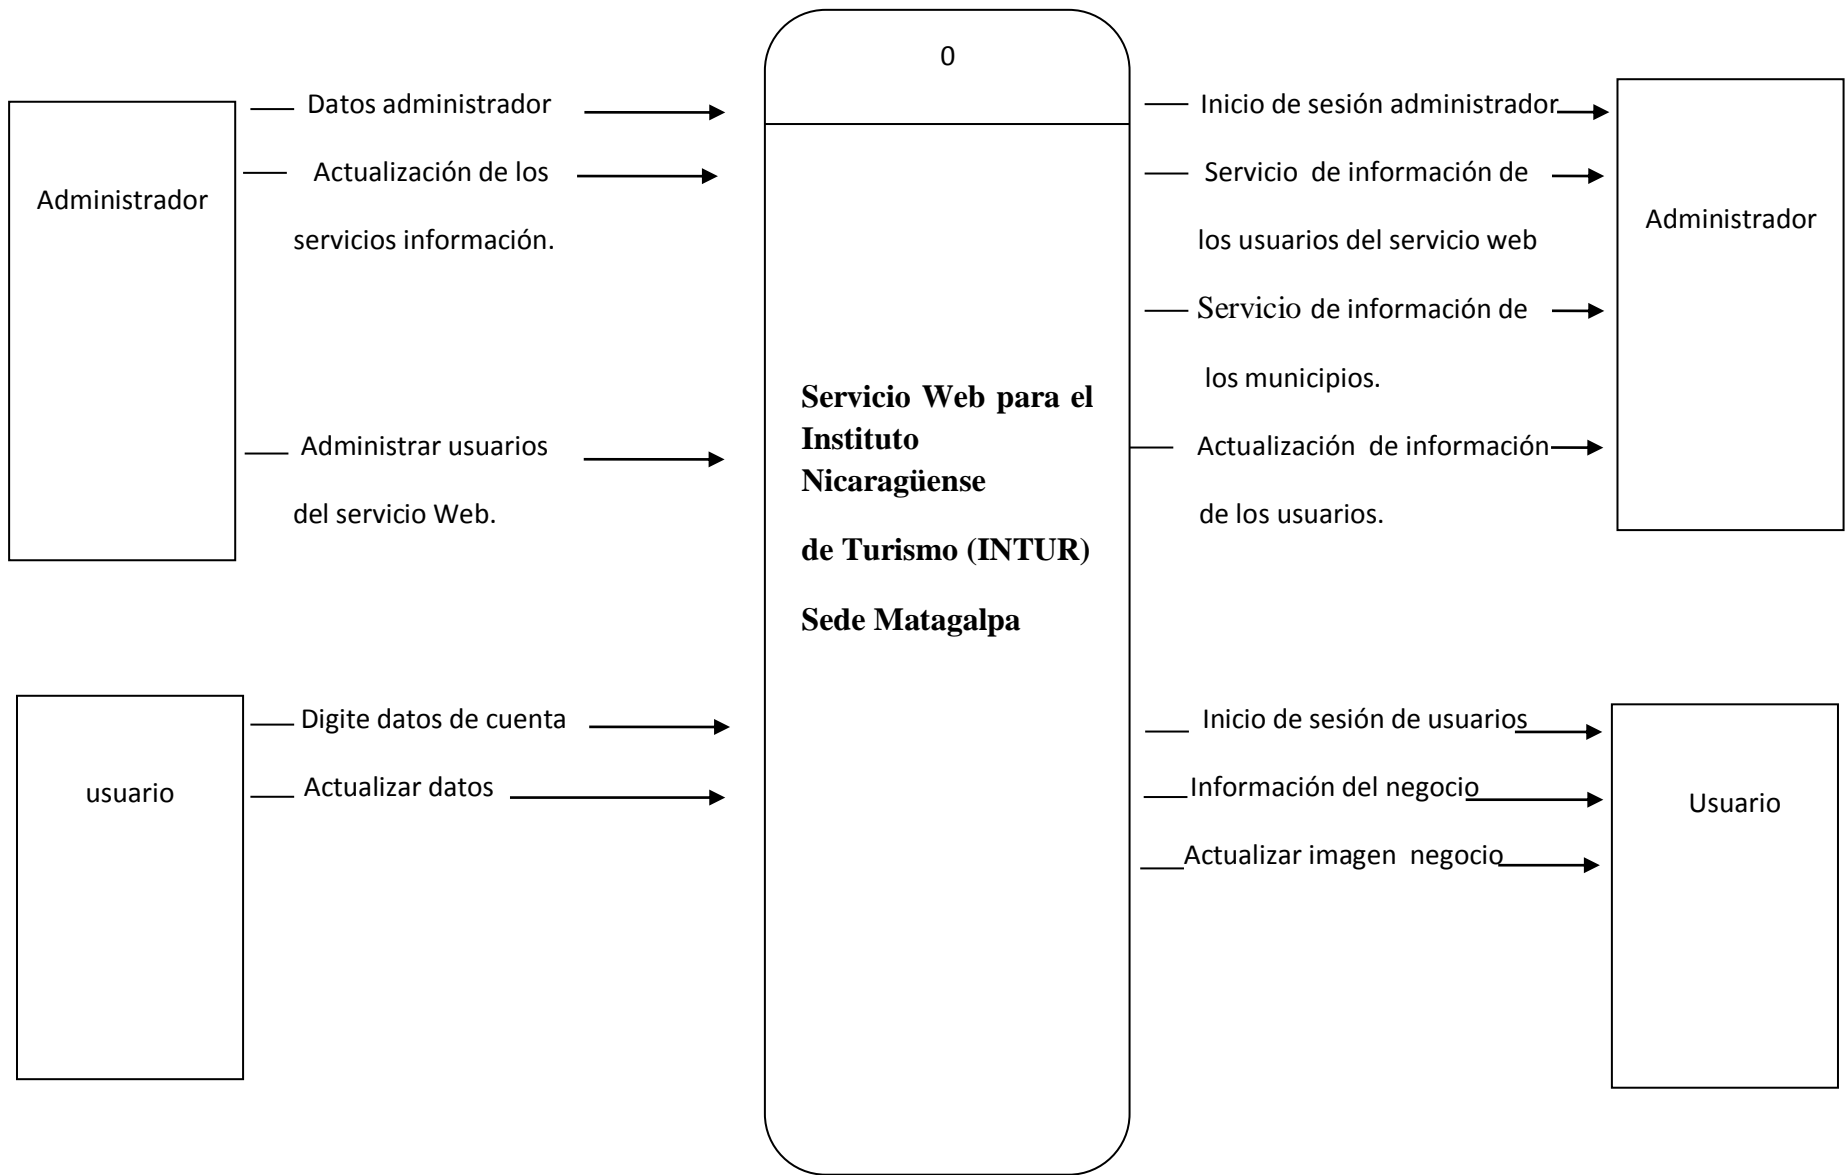 0
Administrador
Datos administrador
Actualización de los
servicios información.
Administrar usuarios
del servicio Web.
usuario
Digite datos de cuenta
Actualizar datos
Servicio Web para el
Instituto
Nicaragüense
de Turismo (INTUR)
Sede Matagalpa
Inicio de sesión administrador
Servicio de información de
los usuarios del servicio web
Servicio de información de
los municipios.
Actualización de información
de los usuarios.
Administrador
Inicio de sesión de usuarios
Información del negocio
Actualizar imagen negocio
Usuario